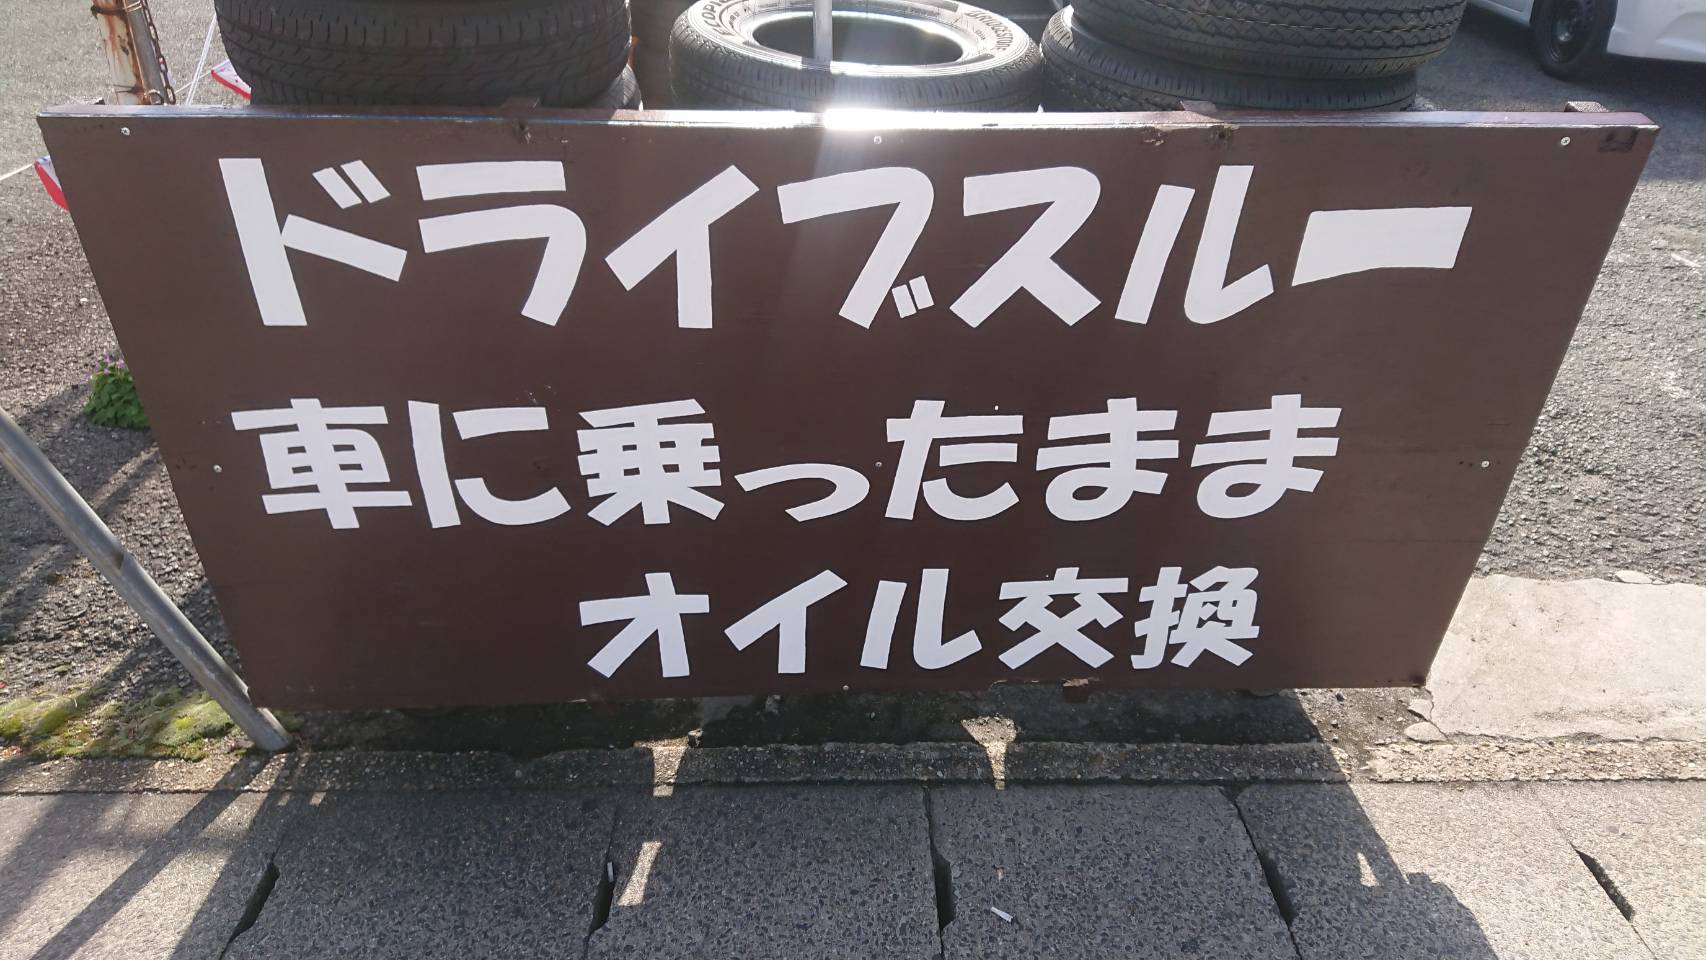 ドライブスルー
車に乗ったまま
オイル交換